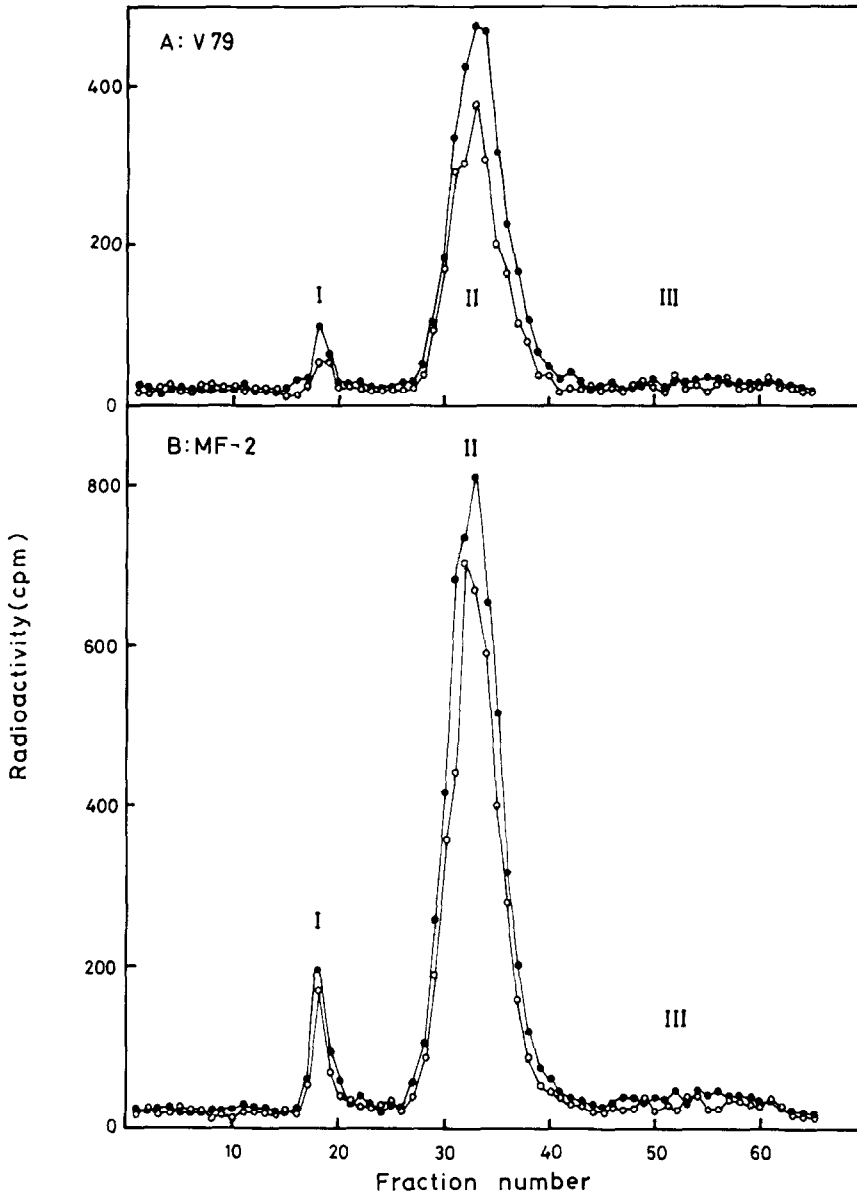 A: V79
400
200
0
I
II
III
B: MF-2
800
600
400
200
0
I
II
III
10 20 30 40 50 60
Fraction number
Radioactivity (cpm)